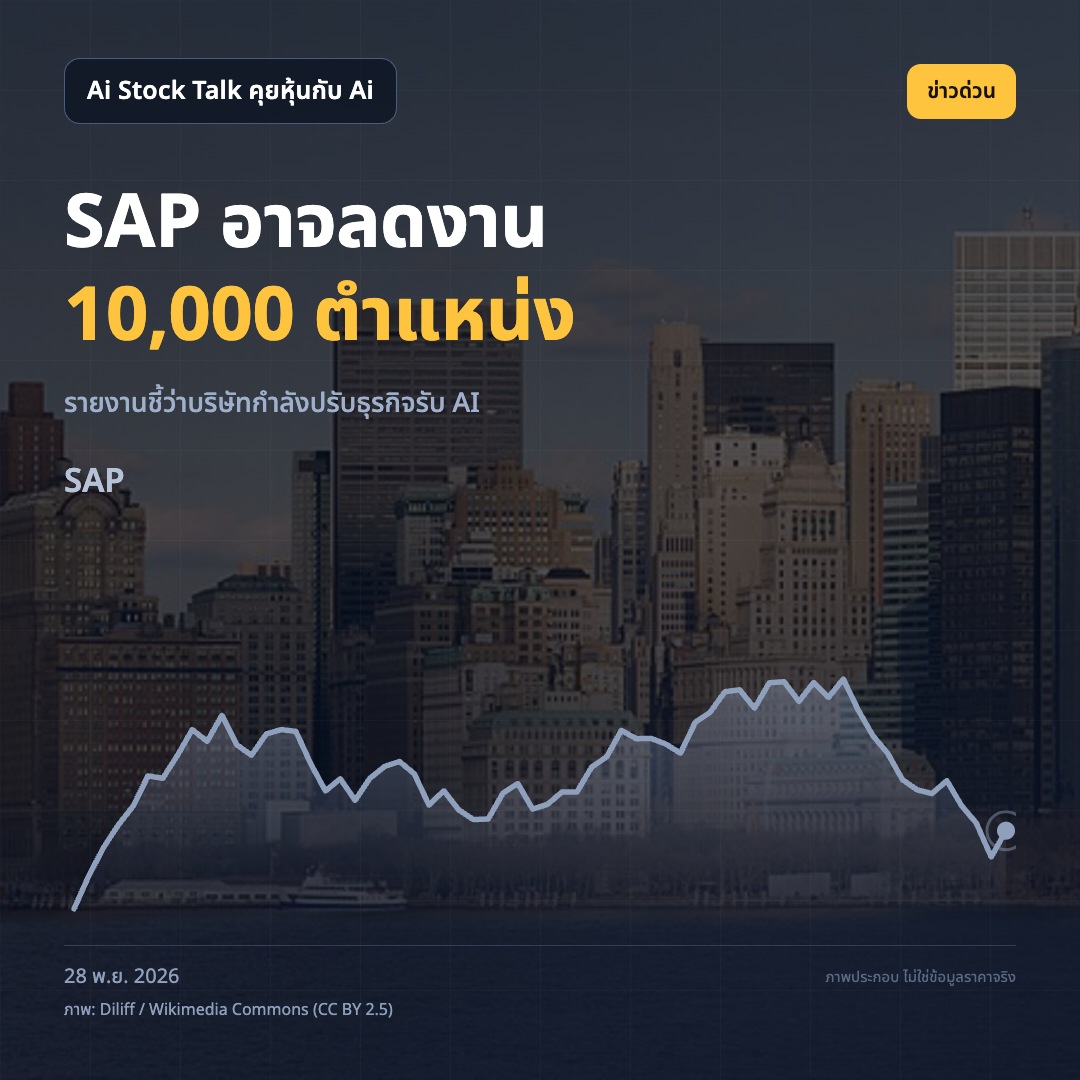 Ai Stock Talk คุยหุ้นกับ Ai
ข่าวด่วน
SAP อาจลดงาน
10,000 ตำแหน่ง
รายงานชี้ว่าบริษัทกำลังปรับธุรกิจรับ AI
SAP
28 พ.ย. 2026
ภาพประกอบ ไม่ใช่ข้อมูลราคาจริง
ภาพ: Diliff / Wikimedia Commons (CC BY 2.5)